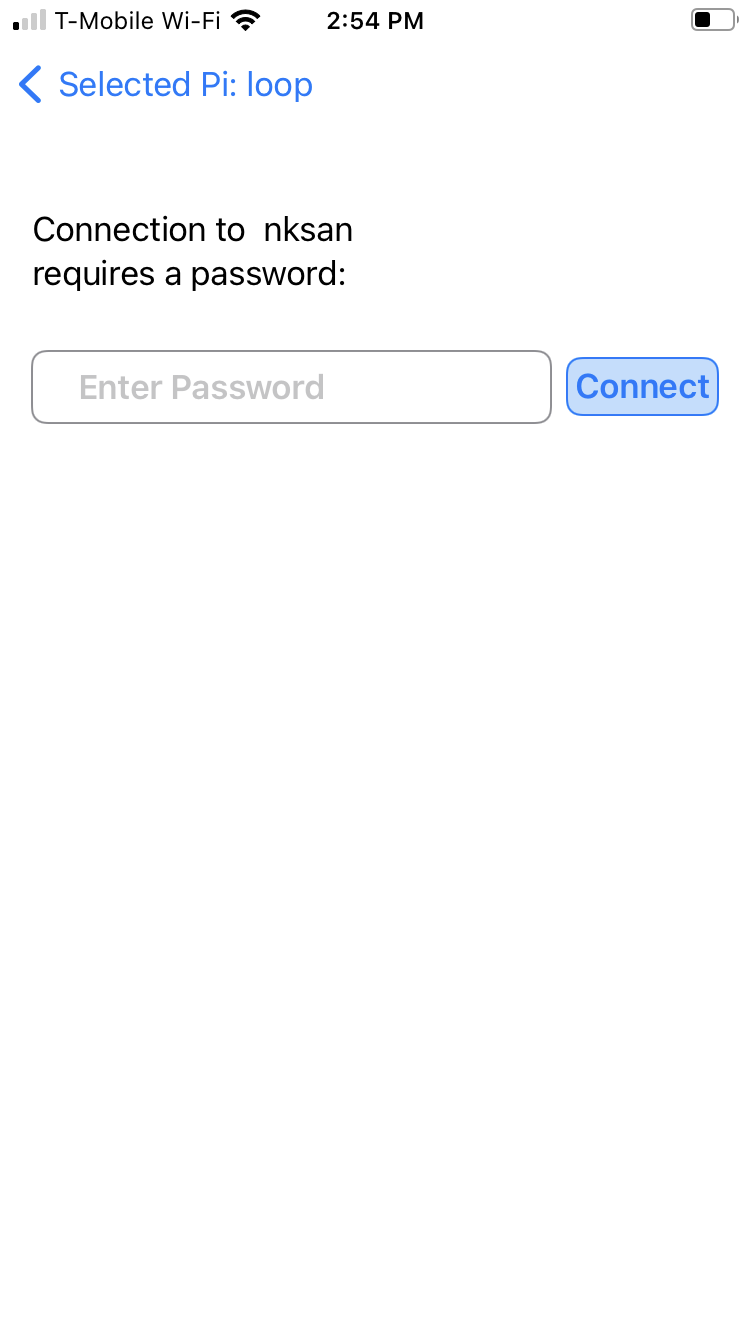 T-Mobile Wi-Fi 2:54 PM
Selected Pi: loop
Connection to  nksan
requires a password:
Enter Password Connect